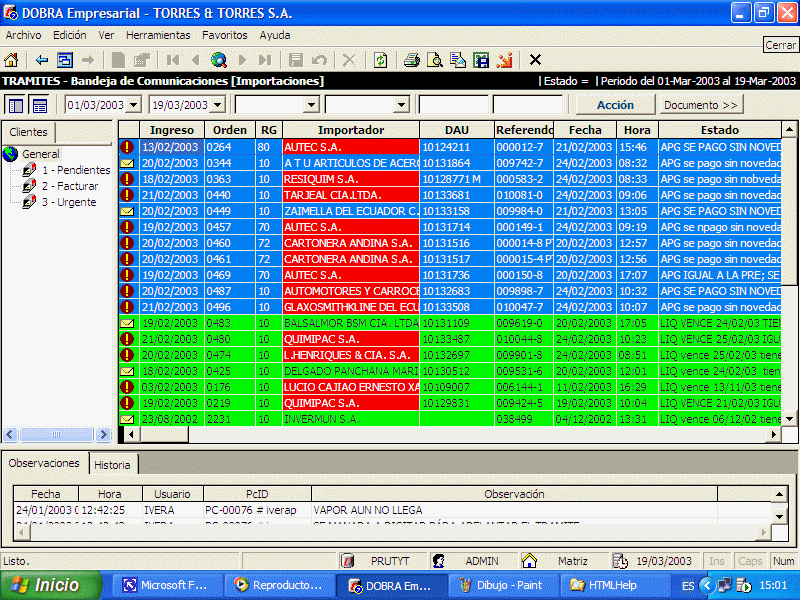 DOBRA Empresarial - TORRES & TORRES S.A.
Archivo Edición Ver Herramientas Favoritos Ayuda
Cerrar
TRAMITES - Bandeja de Comunicaciones [Importaciones] | Estado = | Periodo del 01-Mar-2003 al 19-Mar-2003
01/03/2003 19/03/2003 Acción Documento >>
Clientes
General
1 - Pendientes
2 - Facturar
3 - Urgente
Ingreso Orden RG Importador DAU Referendo Fecha Hora Estado
13/02/2003 0264 80 AUTEC S.A. 10124211 000012-7 21/02/2003 15:46 APG SE PAGO SIN NOVED
20/02/2003 0344 10 A T U ARTICULOS DE ACERO 10131864 009742-7 24/02/2003 08:32 APG se pago sin novedad
18/02/2003 0363 10 RESIQUIM S.A. 10128771 M 000583-2 24/02/2003 08:33 APG se pago sin nobveda
21/02/2003 0440 10 TARJEAL CIA.LTDA. 10133681 010081-0 24/02/2003 09:06 APG se pago sin novedad
20/02/2003 0449 10 ZAIMELLA DEL ECUADOR C. 10133158 009984-0 21/02/2003 13:05 APG SE PAGO SIN NOVED
19/02/2003 0457 70 AUTEC S.A. 10131714 000149-1 24/02/2003 09:19 APG se npago sin noveda
20/02/2003 0460 72 CARTONERA ANDINA S.A. 10131516 000014-8 PT 20/02/2003 12:57 APG se pago sin novedad
20/02/2003 0461 72 CARTONERA ANDINA S.A. 10131517 000015-4 PT 20/02/2003 12:56 APG se pago sin novedad
19/02/2003 0469 70 AUTEC S.A. 10131736 000150-8 24/02/2003 17:07 APG IGUAL A LA PRE; SE
20/02/2003 0487 10 AUTOMOTORES Y CARROCE 10132683 009898-7 24/02/2003 10:32 APG SE PAGO SIN NOVED
21/02/2003 0496 10 GLAXOSMITHKLINE DEL ECU 10133508 010047-7 24/02/2003 10:07 APG se pago sin novedad
19/02/2003 0483 10 BALSALMOR BSM CIA . LTDA 10131109 009619-0 20/02/2003 17:05 LIQ VENCE 24/02/03 TIEN
21/02/2003 0480 10 QUIMIPAC S.A. 10133487 010044-8 24/02/2003 10:23 LIQ VENCE 25/02/03 IGU
20/02/2003 0474 10 L.HENRIQUES & CIA. S.A. 10132697 009901-8 24/02/2003 08:51 LIQ vence 25/02/03 tiene
18/02/2003 0425 10 DELGADO PANCHANA MARI 10130512 009531-6 20/02/2003 12:01 LIQ vence 24/02/03 tien
03/02/2003 0176 10 LUCIO CAJIAO ERNESTO XA 10109007 006144-1 11/02/2003 16:29 LIQ vence 13/11/03 tiene
19/02/2003 0219 10 QUIMIPAC S.A. 10129831 009424-5 19/02/2003 10:04 LIQ VENCE 21/02/03 IGU
23/08/2002 2231 10 INVERMUN S.A. 038499 04/12/2002 13:31 LIQ vence 06/12/02 tiene
Observaciones Historia
Fecha Hora Usuario PcID Observación
24/01/2003 0 12:42:25 IVERA PC-00076 # iverap VAPOR AUN NO LLEGA
Listo. PRUTYT ADMIN Matriz 19/03/2003 Ins Caps Num
Inicio Microsoft F... Reproducto... DOBRA Em... Dibujo - Paint HTMLHelp ES 15:01